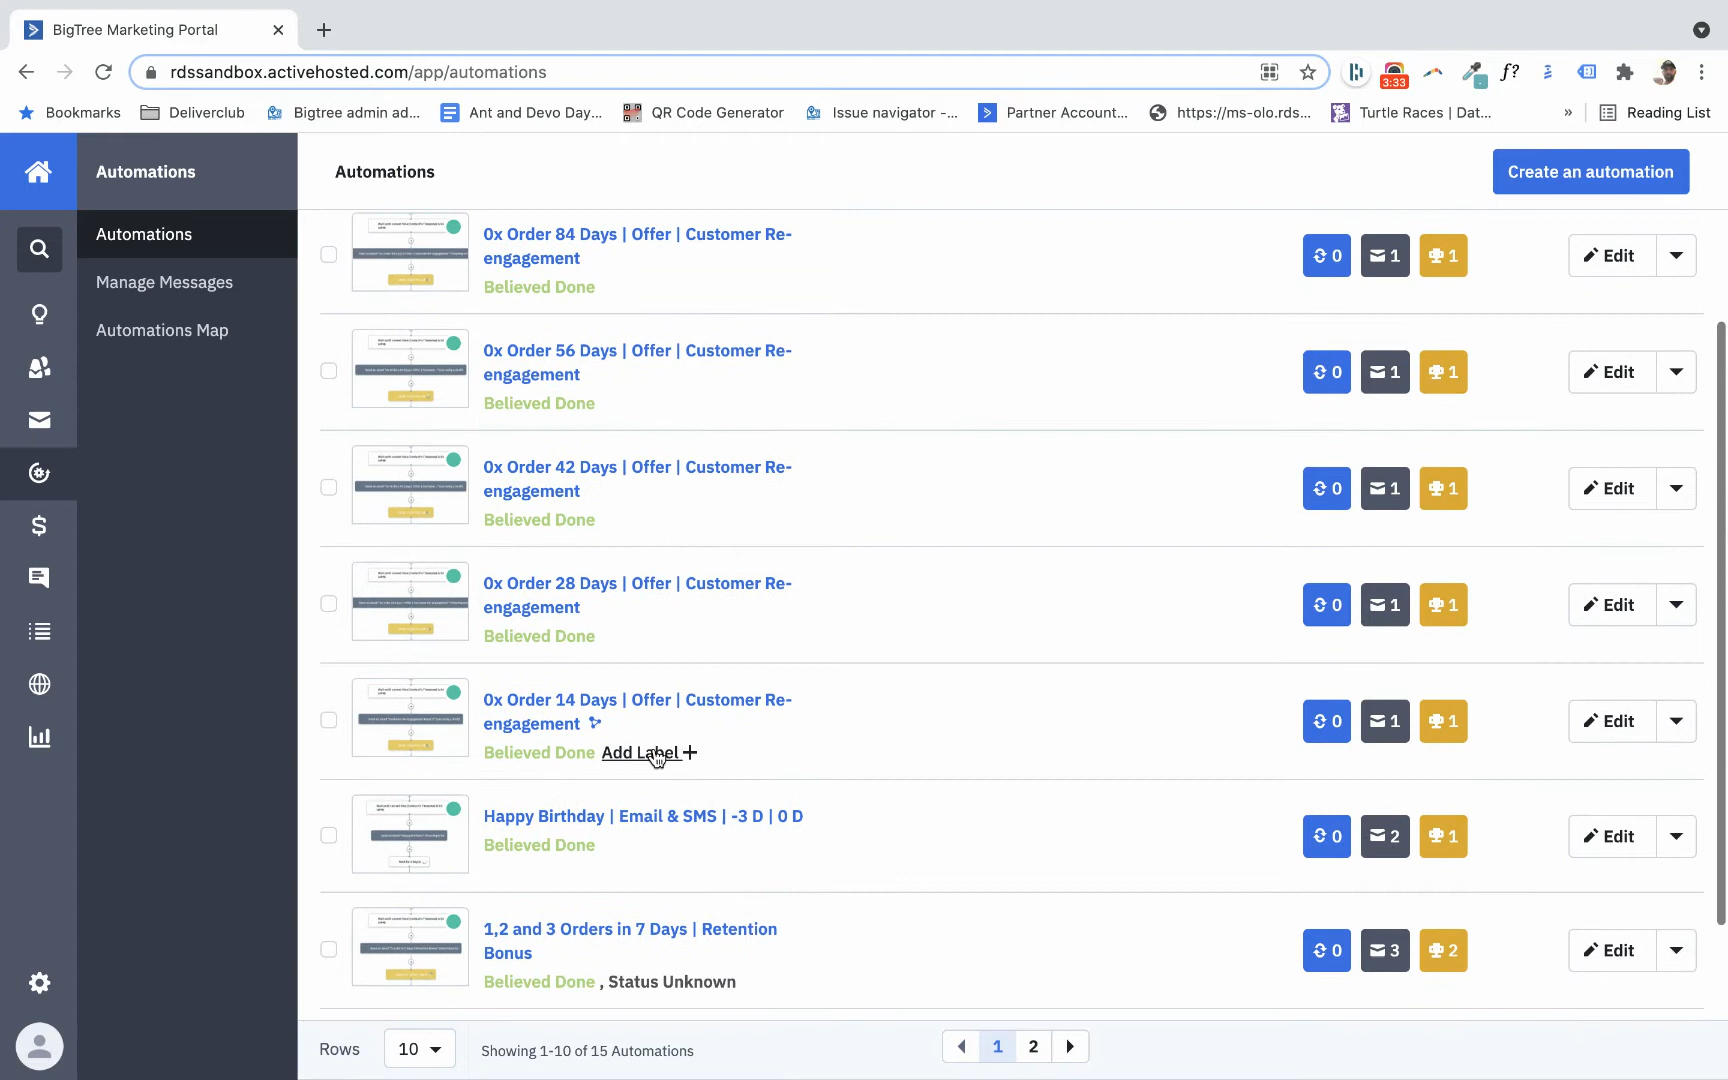 BigTree Marketing Portal
rdssandbox.activehosted.com/app/automations
3:33
f?
Bookmarks
Deliverclub
Bigtree admin ad...
Ant and Devo Day...
QR Code Generator
Issue navigator -...
Partner Account...
https://ms-olo.rds...
Turtle Races | Dat...
»
Reading List
Automations
Automations
Create an automation
Automations
Manage Messages
Automations Map
0x Order 84 Days | Offer | Customer Re-
engagement
Believed Done
0 1 1 Edit
0x Order 56 Days | Offer | Customer Re-
engagement
Believed Done
0 1 1 Edit
0x Order 42 Days | Offer | Customer Re-
engagement
Believed Done
0 1 1 Edit
0x Order 28 Days | Offer | Customer Re-
engagement
Believed Done
0 1 1 Edit
0x Order 14 Days | Offer | Customer Re-
engagement
Believed Done Add Label +
0 1 1 Edit
Happy Birthday | Email & SMS | -3 D | 0 D
Believed Done
0 2 1 Edit
1,2 and 3 Orders in 7 Days | Retention
Bonus
Believed Done , Status Unknown
0 3 2 Edit
Rows 10 Showing 1-10 of 15 Automations 1 2